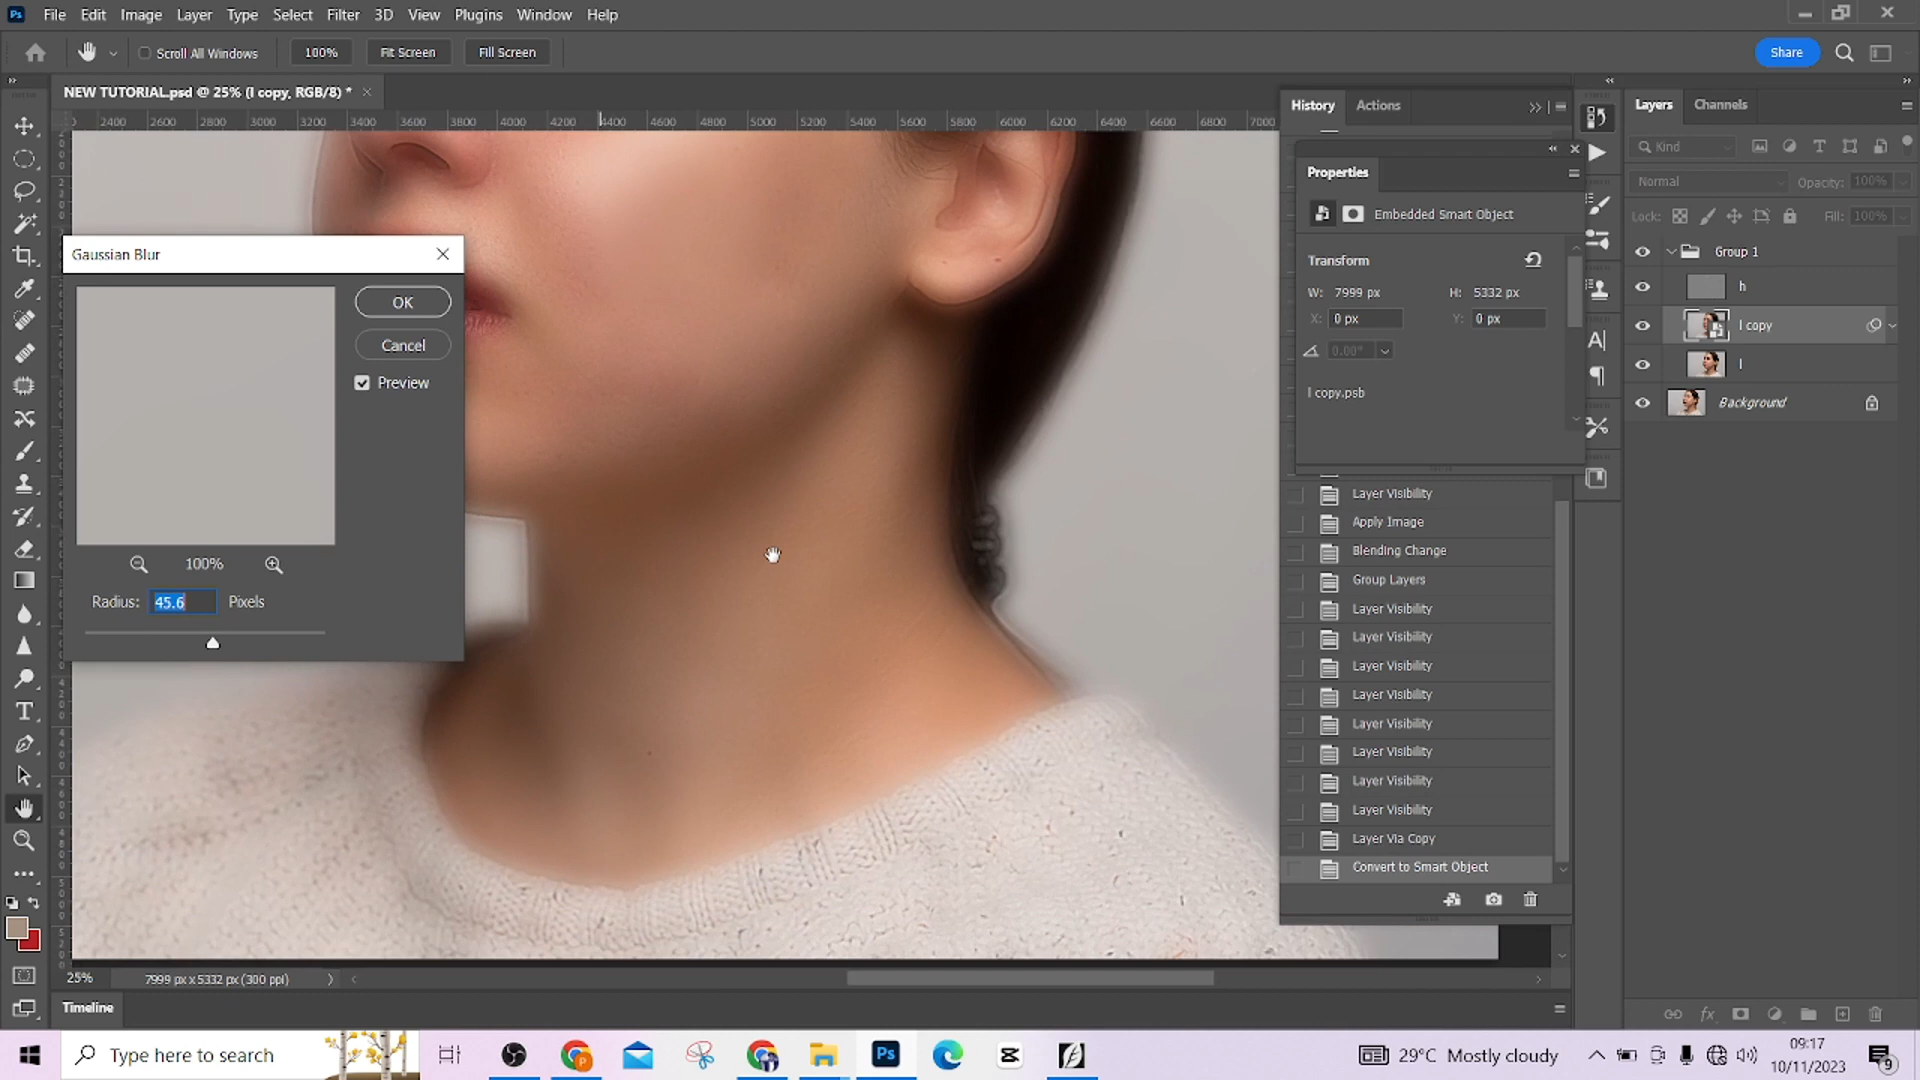 Ps File Edit Image Layer Type Select Filter 3D View Plugins Window Help
Scroll All Windows 100% Fit Screen Fill Screen Share
NEW TUTORIAL.psd @ 25% (l copy, RGB/8) *
2400 2600 2800 3000 3200 3400 3600 3800 4000 4200 4400 4600 4800 5000 5200 5400 5600 5800 6000 6200 6400 6600 6800 7000
History Actions
Properties
Embedded Smart Object
Transform
W: 7999 px H: 5332 px
X: 0 px Y: 0 px
0.00°
l copy.psb
Layer Visibility
Apply Image
Blending Change
Group Layers
Layer Visibility
Layer Visibility
Layer Visibility
Layer Visibility
Layer Visibility
Layer Visibility
Layer Visibility
Layer Visibility
Layer Via Copy
Convert to Smart Object
Layers Channels
Kind
Normal Opacity: 100%
Lock: Fill: 100%
Group 1
h
l copy
l
Background
Gaussian Blur
OK
Cancel
Preview
100%
Radius: 45.6 Pixels
25% 7999 px x 5332 px (300 ppi)
Timeline
Type here to search
Ps
29°C Mostly cloudy
09:17
10/11/2023
9